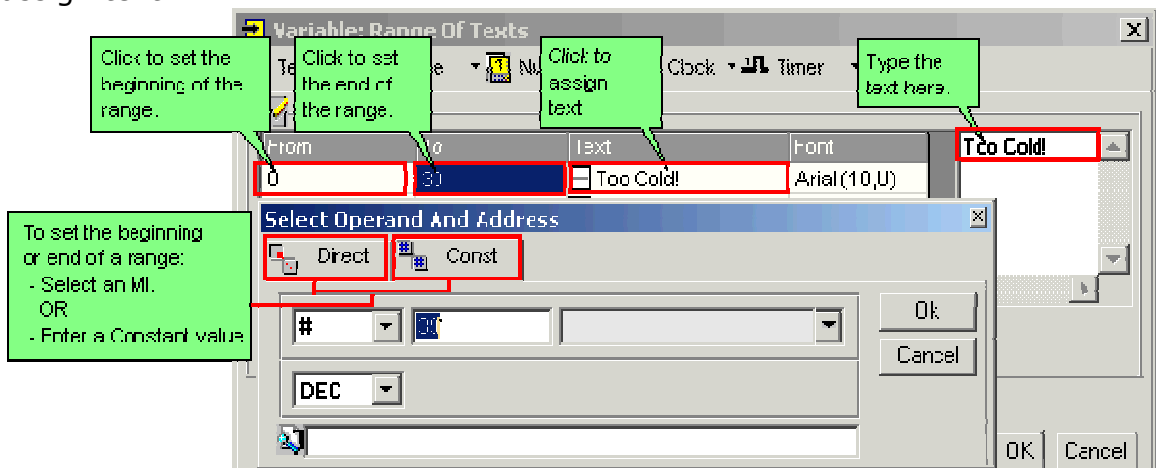 Variable: Range Of Texts
Click to set the
beginning of the
range.
Click to set
the end of
the range.
Click to
assign
text
Clock
Timer
Type the
text here.
From
To
Text
Font
Too Cold!
0
30
Too Cold!
Arial (10,U)
Select Operand And Address
To set the beginning
or end of a range:
- Select an MI.
OR
- Enter a Constant value
Direct
Const
#
30
Ok
Cancel
DEC
OK
Cancel